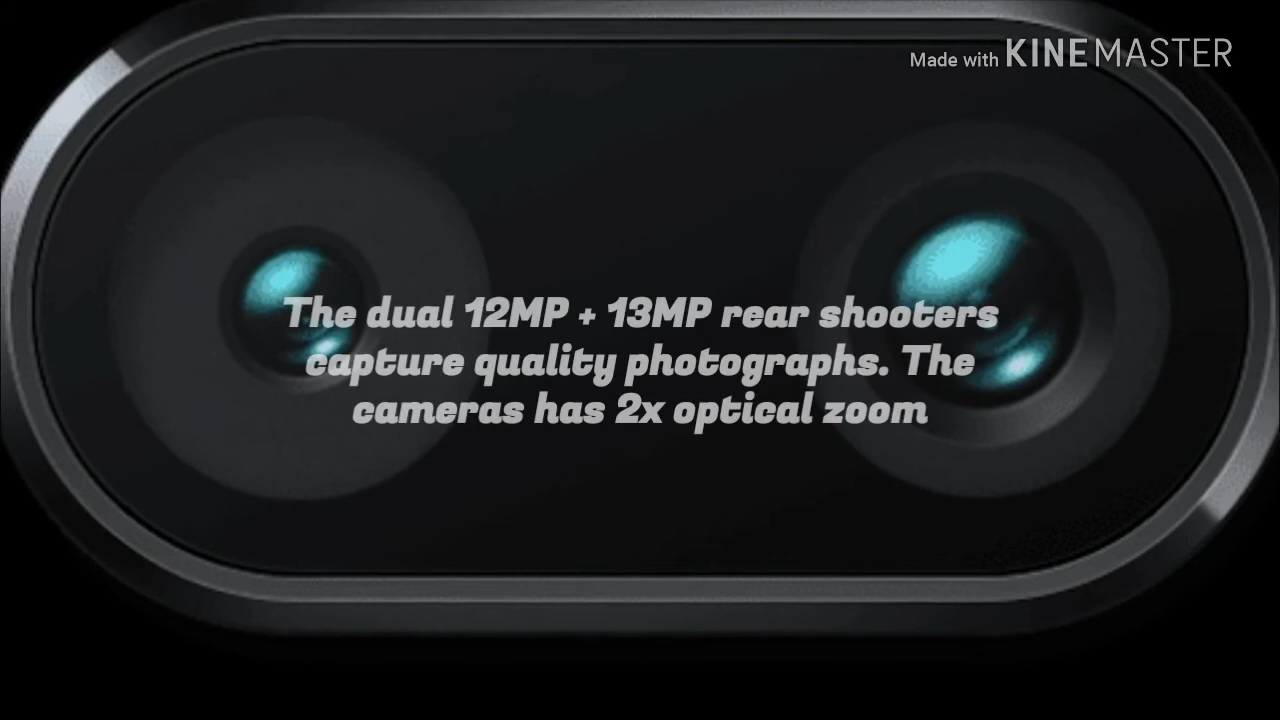 Made with KINEMASTER
The dual 12MP + 13MP rear shooters
capture quality photographs. The
cameras has 2x optical zoom